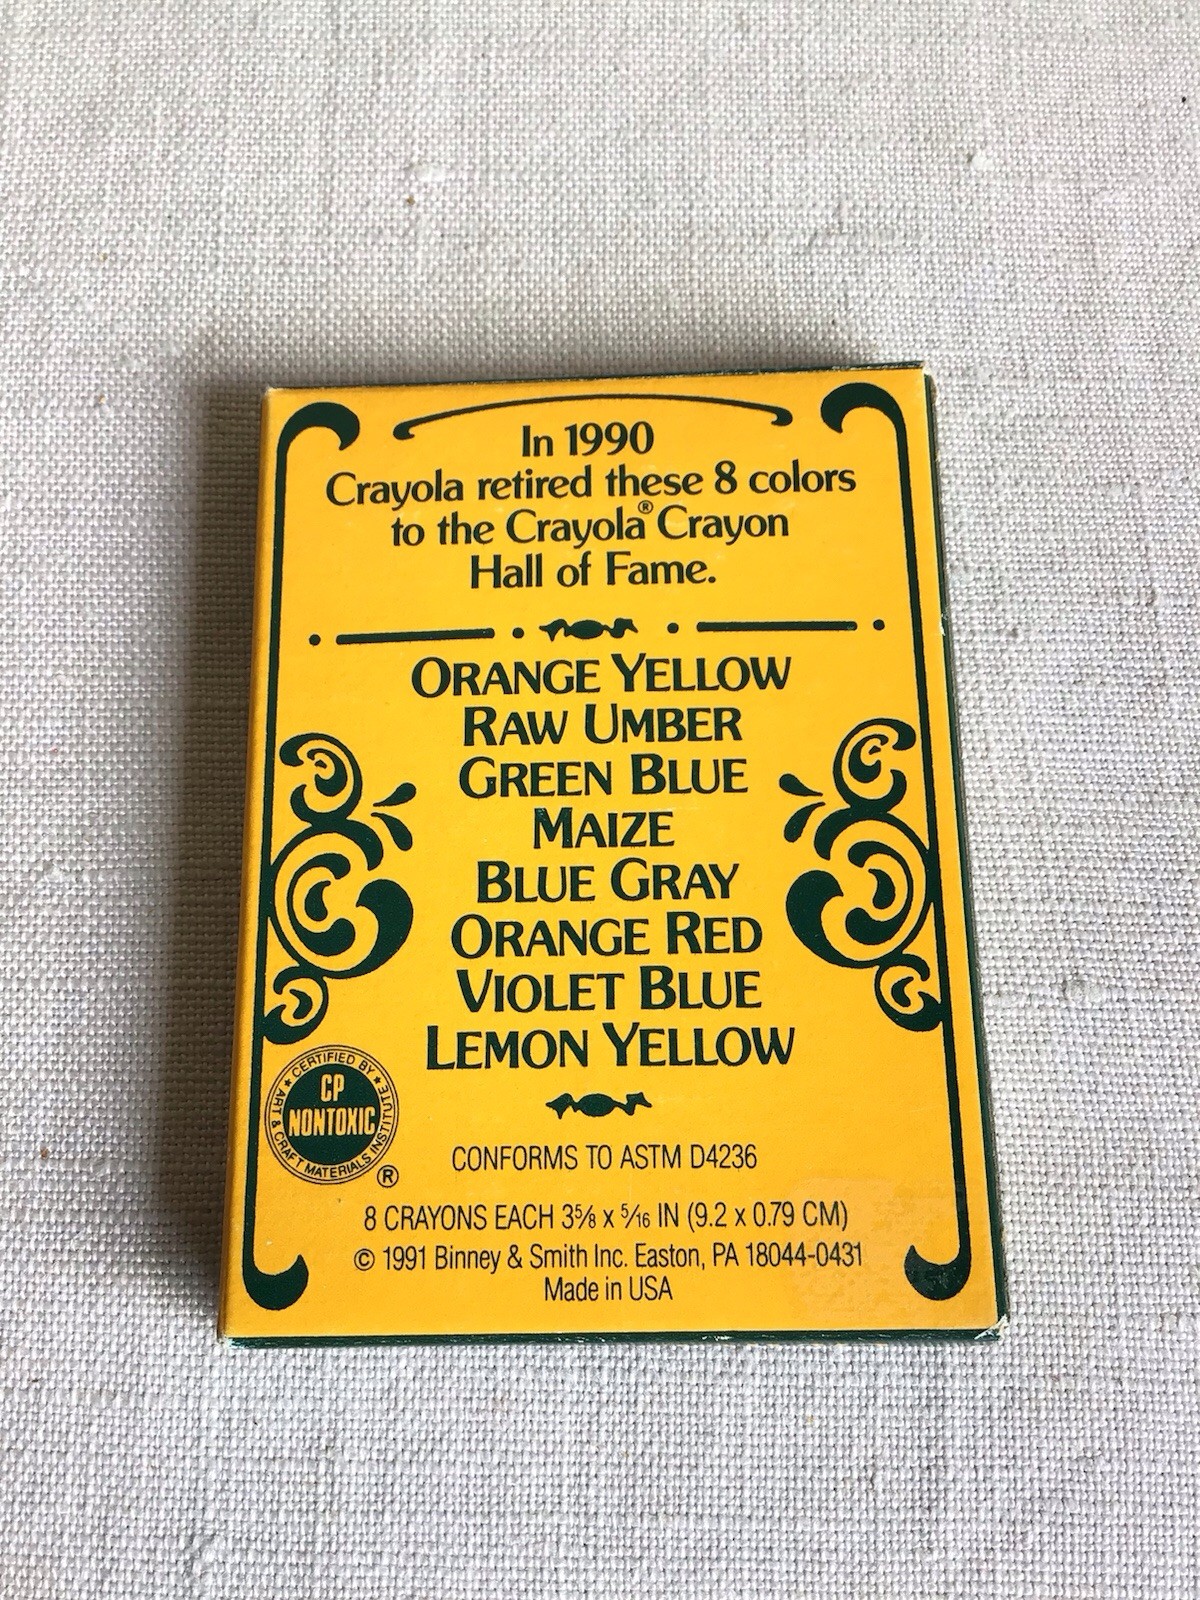 In 1990
Crayola retired these 8 colors
to the Crayola® Crayon
Hall of Fame.
ORANGE YELLOW
RAW UMBER
GREEN BLUE
MAIZE
BLUE GRAY
ORANGE RED
VIOLET BLUE
LEMON YELLOW
CERTIFIED BY
ART & CRAFT MATERIALS INSTITUTE
CP
NONTOXIC
®
CONFORMS TO ASTM D4236
8 CRAYONS EACH 3⅝ x 5/16 IN (9.2 x 0.79 CM)
© 1991 Binney & Smith Inc. Easton, PA 18044-0431
Made in USA